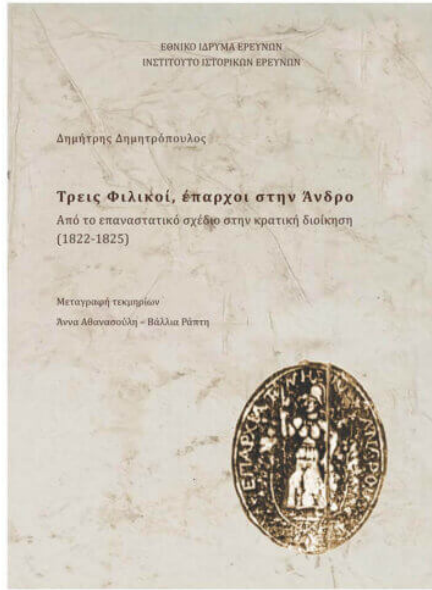 ΕΘΝΙΚΟ ΙΔΡΥΜΑ ΕΡΕΥΝΩΝ
ΙΝΣΤΙΤΟΥΤΟ ΙΣΤΟΡΙΚΩΝ ΕΡΕΥΝΩΝ
Δημήτρης Δημητρόπουλος
Τρεις Φιλικοί, έπαρχοι στην Άνδρο
Από το επαναστατικό σχέδιο στην κρατική διοίκηση
(1822-1825)
Μεταγραφή τεκμηρίων
Άννα Αθανασούλη – Βάλλια Ράπτη